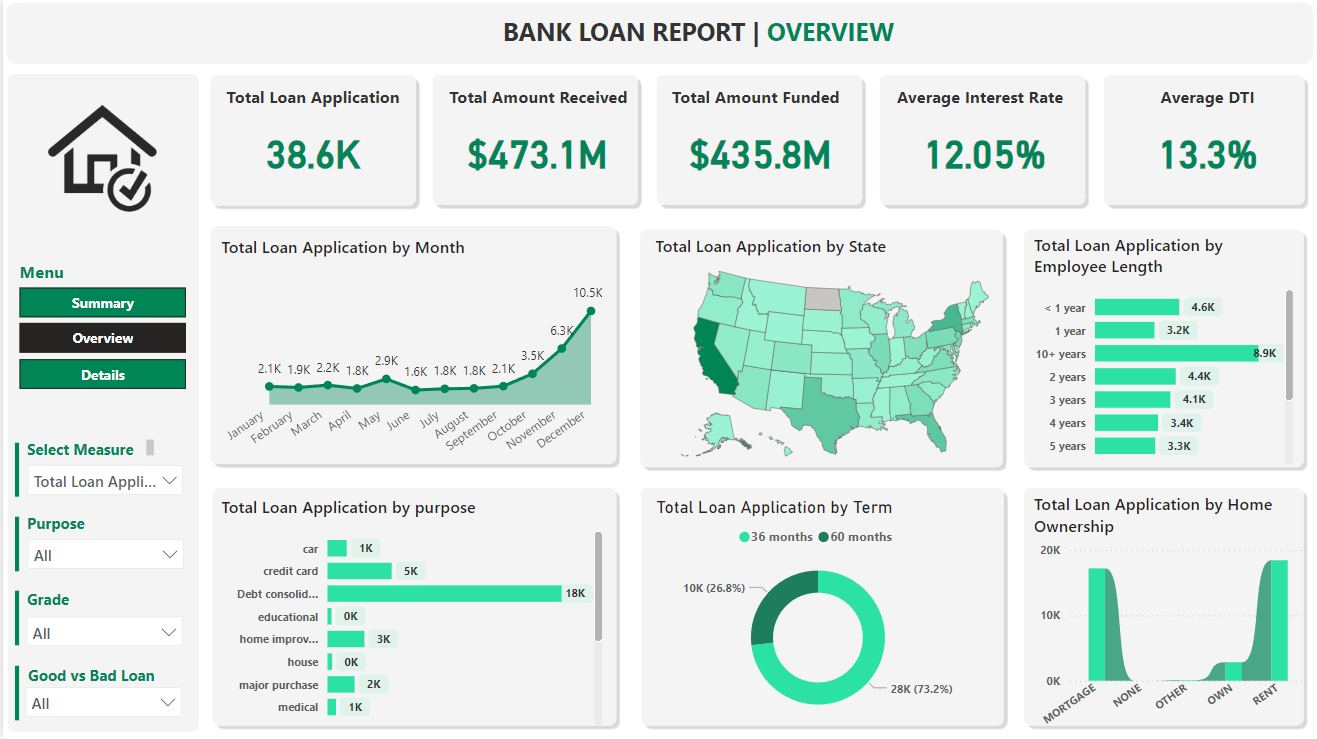 BANK LOAN REPORT | OVERVIEW
Total Loan Application
38.6K
Total Amount Received
$473.1M
Total Amount Funded
$435.8M
Average Interest Rate
12.05%
Average DTI
13.3%
Menu
Summary
Overview
Details
Select Measure
Total Loan Appli...
Purpose
All
Grade
All
Good vs Bad Loan
All
Total Loan Application by Month
2.1K 1.9K 2.2K 1.8K 2.9K 1.6K 1.8K 1.8K 2.1K 3.5K 6.3K 10.5K
January February March April May June July August September October November December
Total Loan Application by State
Total Loan Application by
Employee Length
< 1 year 4.6K
1 year 3.2K
10+ years 8.9K
2 years 4.4K
3 years 4.1K
4 years 3.4K
5 years 3.3K
Total Loan Application by purpose
car 1K
credit card 5K
Debt consolid... 18K
educational 0K
home improv... 3K
house 0K
major purchase 2K
medical 1K
Total Loan Application by Term
36 months 60 months
10K (26.8%)
28K (73.2%)
Total Loan Application by Home
Ownership
20K
10K
0K
MORTGAGE NONE OTHER OWN RENT